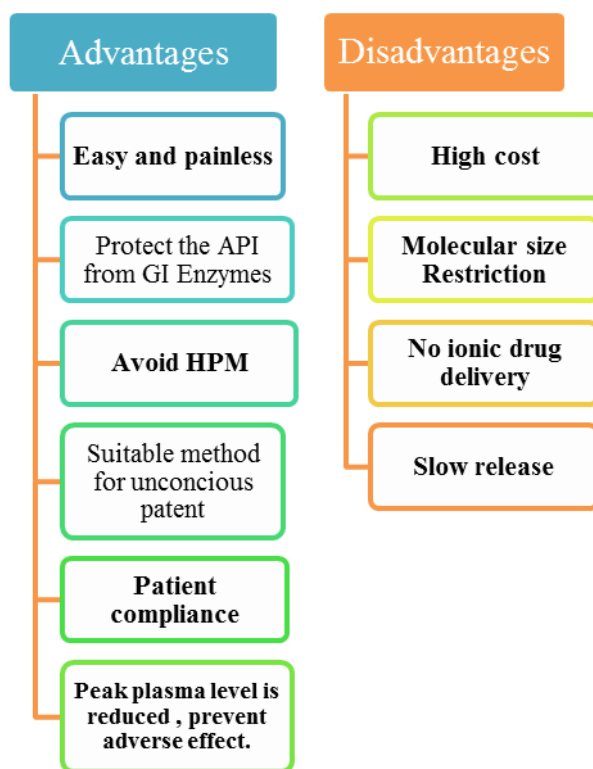 Advantages
Easy and painless
Protect the API
from GI Enzymes
Avoid HPM
Suitable method
for unconcious
patent
Patient
compliance
Peak plasma level is
reduced , prevent
adverse effect.
Disadvantages
High cost
Molecular size
Restriction
No ionic drug
delivery
Slow release